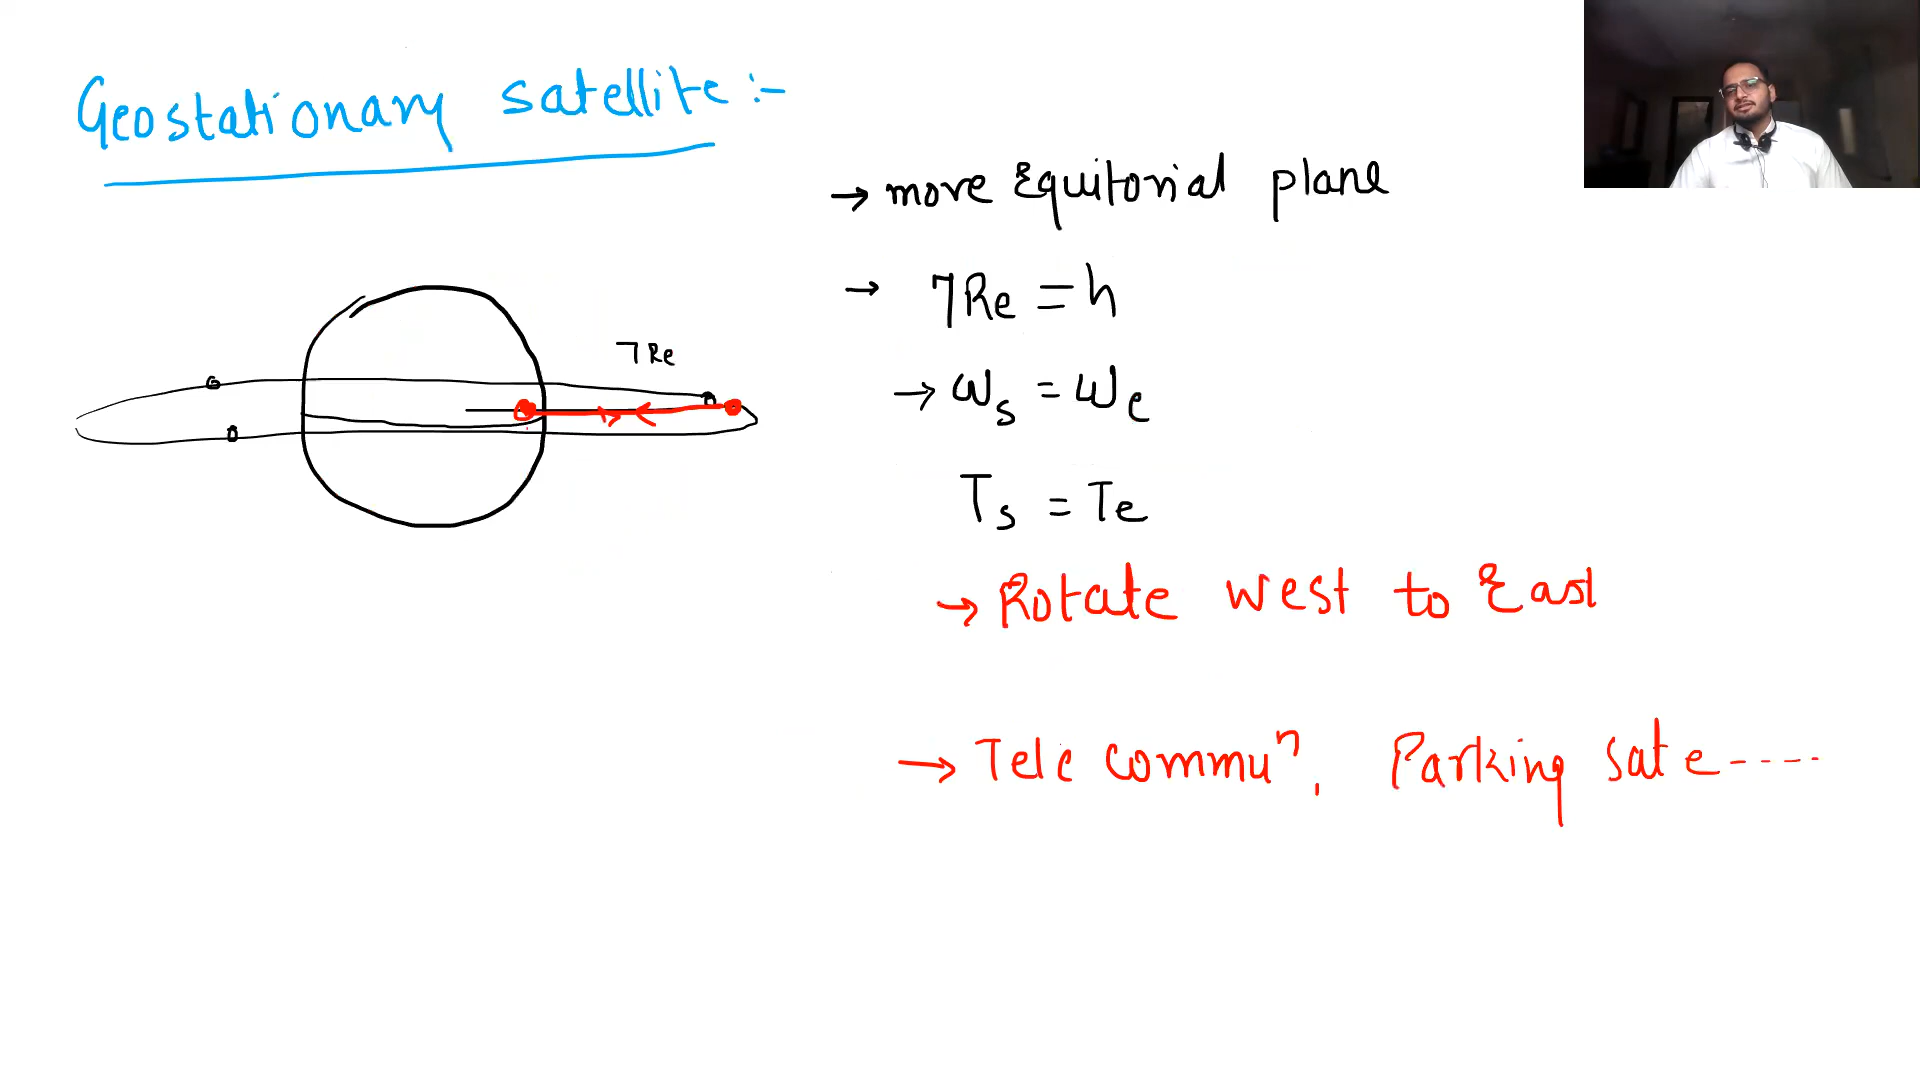 Geostationary satellite :-
→ move Equitorial plane
→ 7Re = h
7Re
→ ωs = ωe
Ts = Te
→ Rotate west to East
→ Tele commuⁿ, Parking sate-----